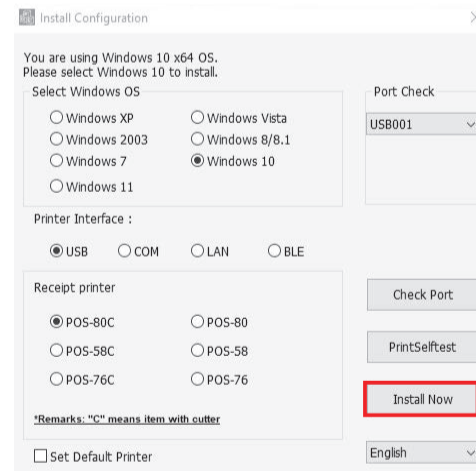 Install Configuration
You are using Windows 10 x64 OS.
Please select Windows 10 to install.
Select Windows OS
Port Check
Windows XP
Windows Vista
USB001
Windows 2003
Windows 8/8.1
Windows 7
Windows 10
Windows 11
Printer Interface :
USB
COM
LAN
BLE
Receipt printer
Check Port
POS-80C
POS-80
POS-58C
POS-58
PrintSelftest
POS-76C
POS-76
Install Now
*Remarks: "C" means item with cutter
Set Default Printer
English